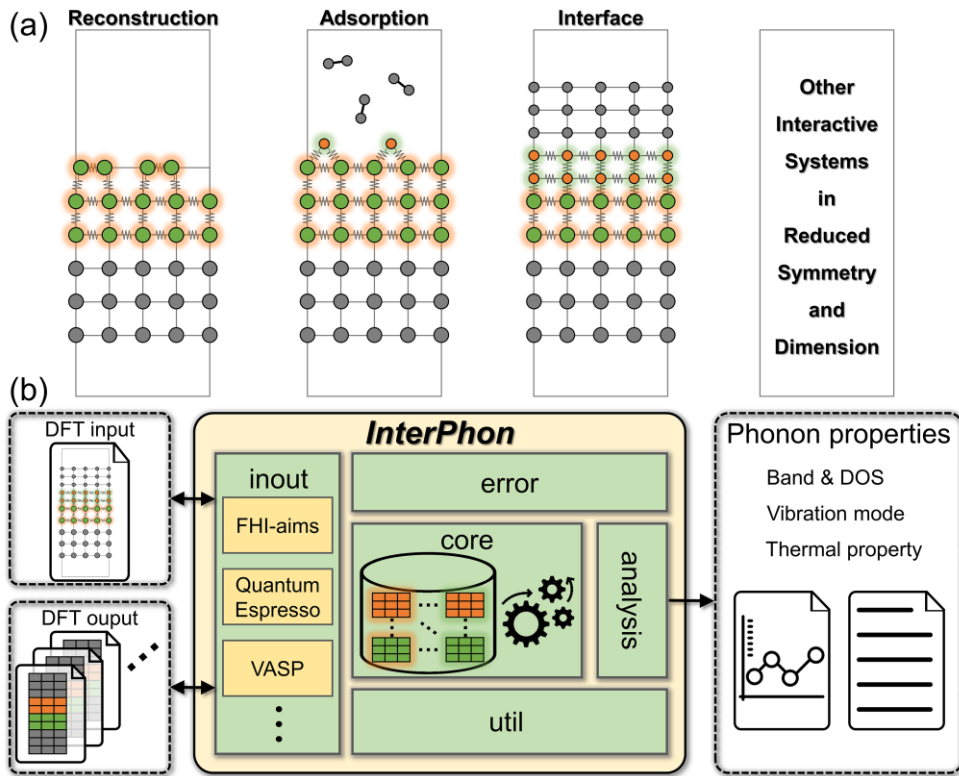 (a)
Reconstruction
Adsorption
Interface
Other
Interactive
Systems
in
Reduced
Symmetry
and
Dimension
(b)
DFT input
DFT ouput
InterPhon
inout
FHI-aims
Quantum
Espresso
VASP
error
core
analysis
util
Phonon properties
Band & DOS
Vibration mode
Thermal property